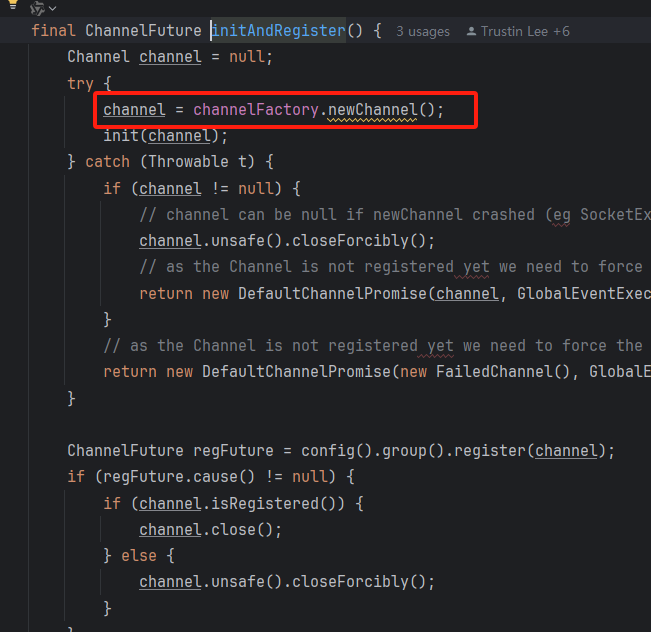 final ChannelFuture initAndRegister() { 3 usages Trustin Lee +6
Channel channel = null;
try {
channel = channelFactory.newChannel();
init(channel);
} catch (Throwable t) {
if (channel != null) {
// channel can be null if newChannel crashed (eg SocketEx
channel.unsafe().closeForcibly();
// as the Channel is not registered yet we need to force
return new DefaultChannelPromise(channel, GlobalEventExec
}
// as the Channel is not registered yet we need to force the
return new DefaultChannelPromise(new FailedChannel(), GlobalE
}
ChannelFuture regFuture = config().group().register(channel);
if (regFuture.cause() != null) {
if (channel.isRegistered()) {
channel.close();
} else {
channel.unsafe().closeForcibly();
}
}